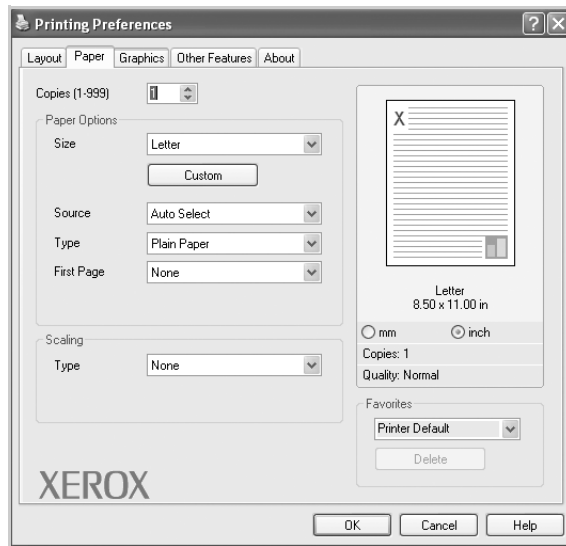 Printing Preferences
Layout Paper Graphics Other Features About
Copies (1-999) 1
Paper Options
Size Letter
Custom
Source Auto Select
Type Plain Paper
First Page None
Scaling
Type None
XEROX
X
Letter
8.50 x 11.00 in
mm inch
Copies: 1
Quality: Normal
Favorites
Printer Default
Delete
OK Cancel Help